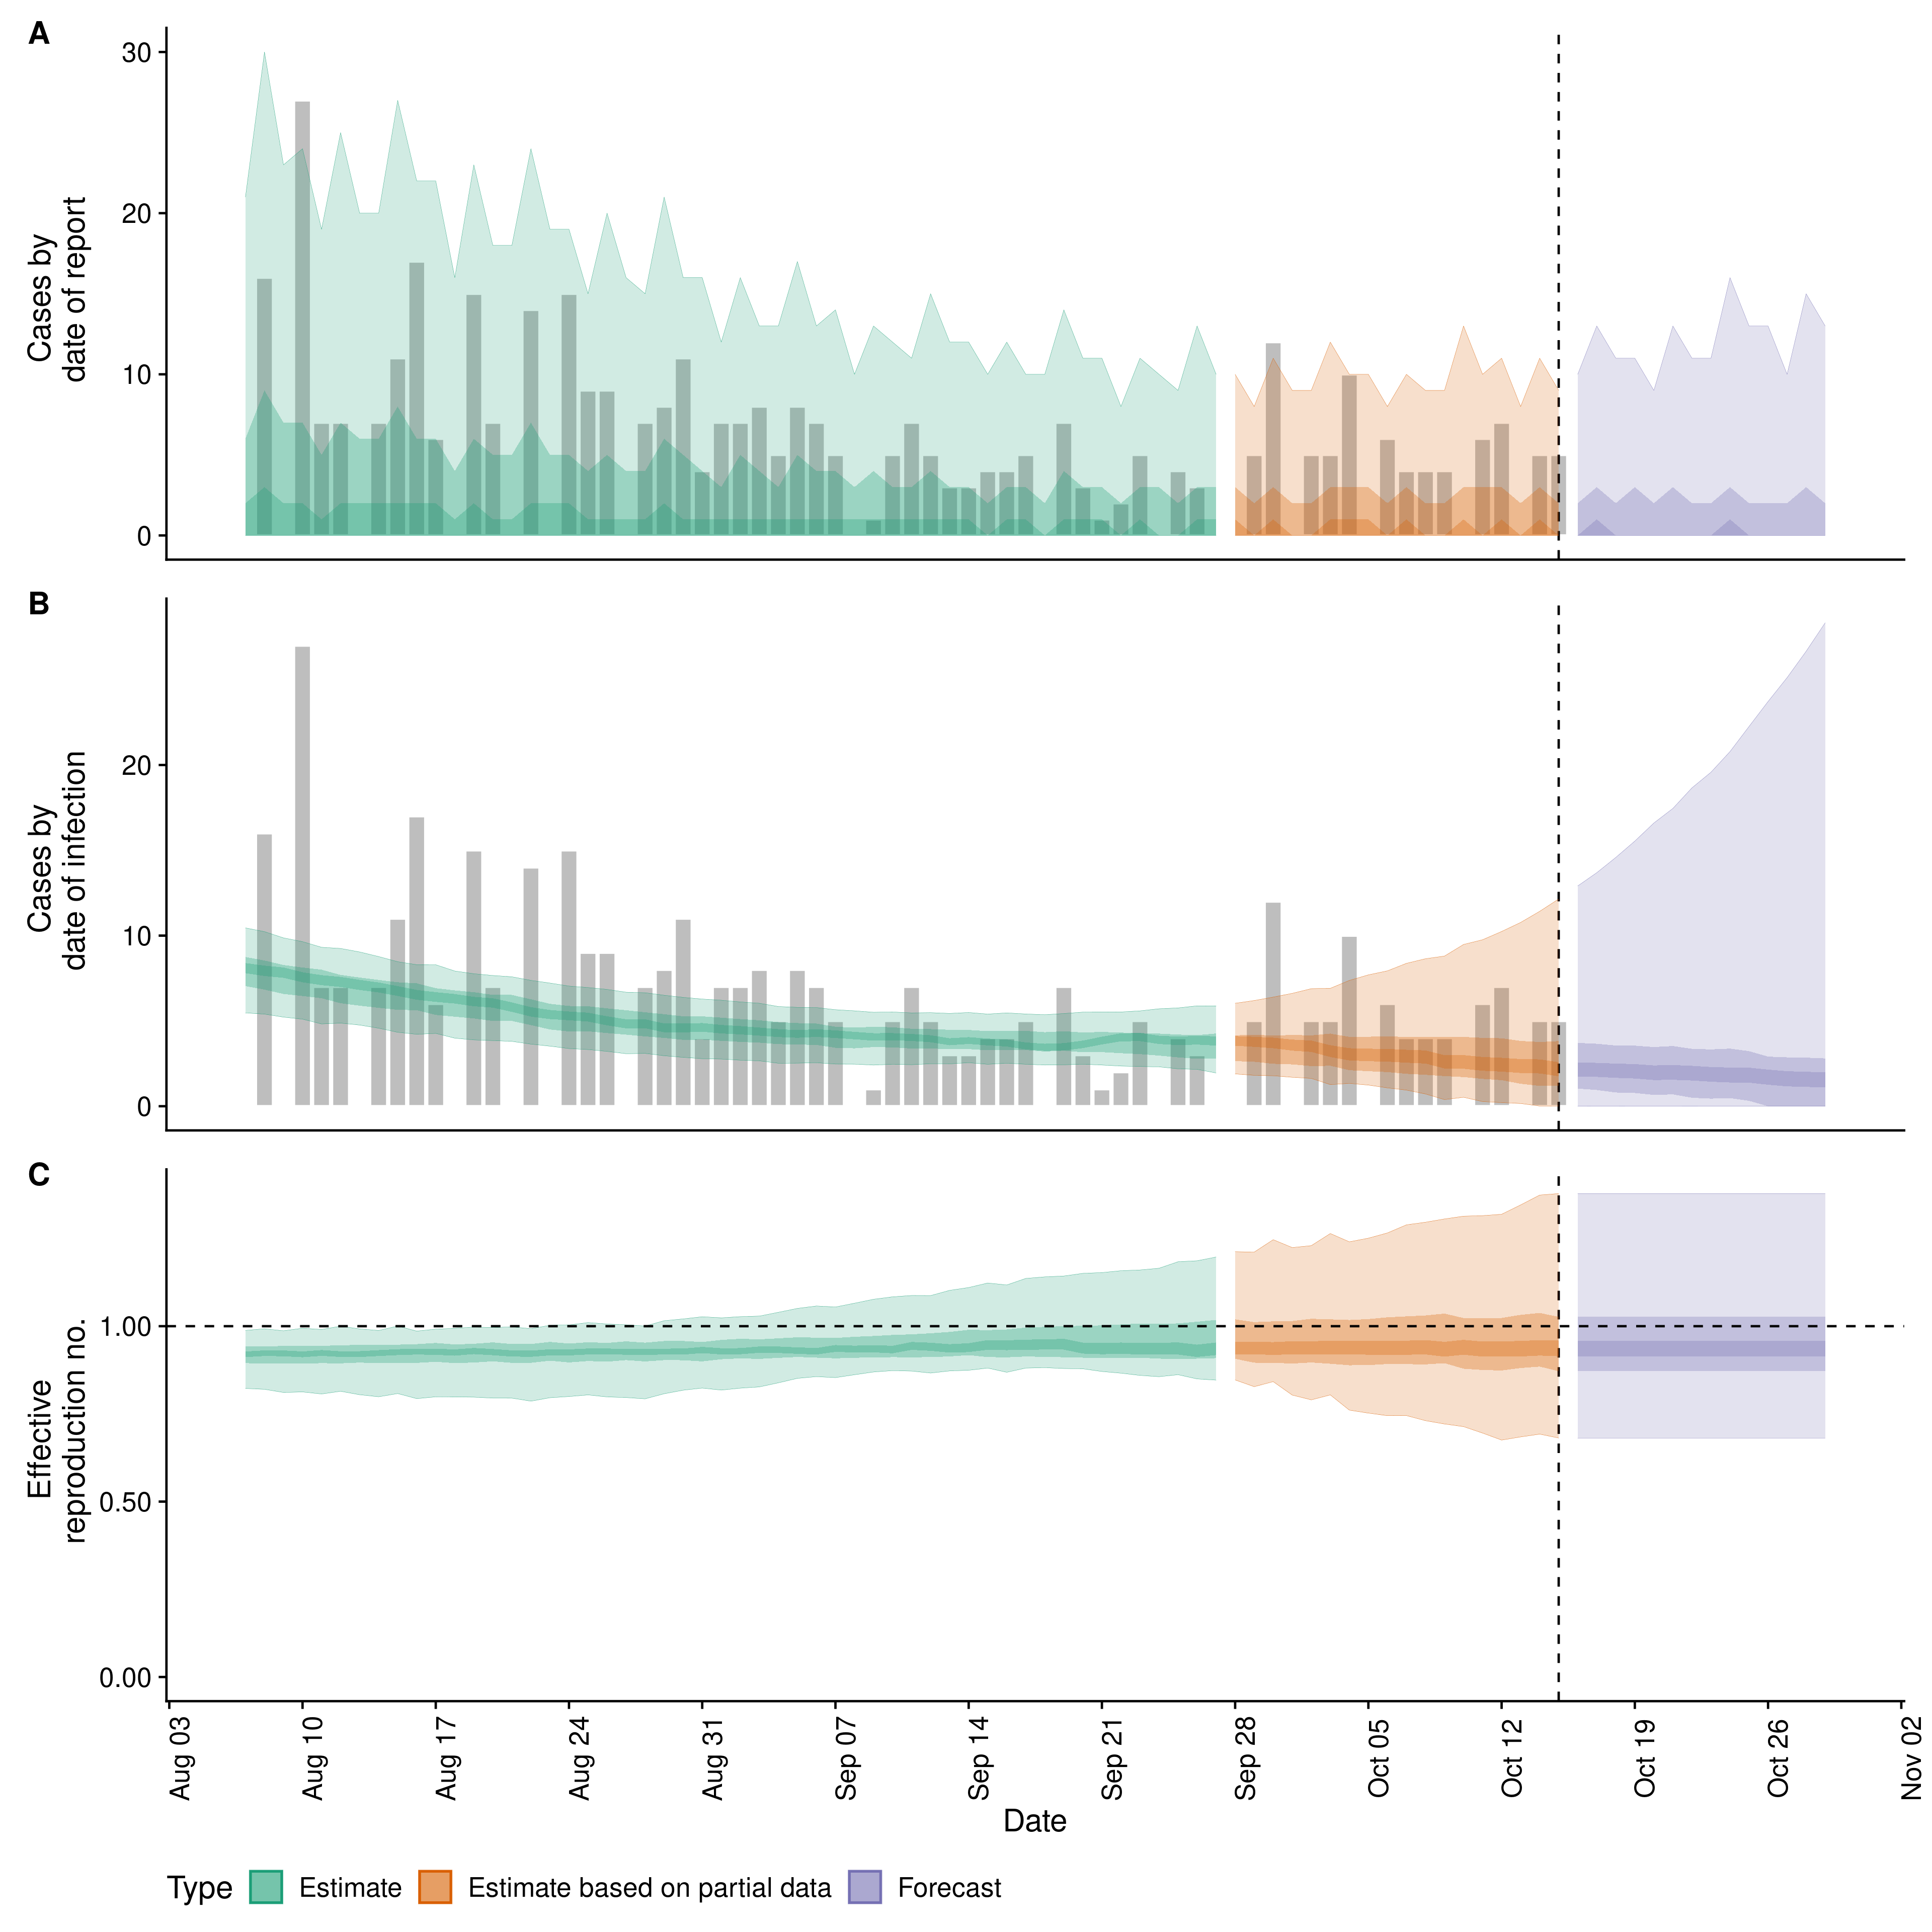 A
30
20
10
0
Cases by
date of report
B
20
10
0
Cases by
date of infection
C
1.00
0.50
0.00
Effective
reproduction no.
Aug 03
Aug 10
Aug 17
Aug 24
Aug 31
Sep 07
Sep 14
Sep 21
Sep 28
Oct 05
Oct 12
Oct 19
Oct 26
Nov 02
Date
Type
Estimate
Estimate based on partial data
Forecast